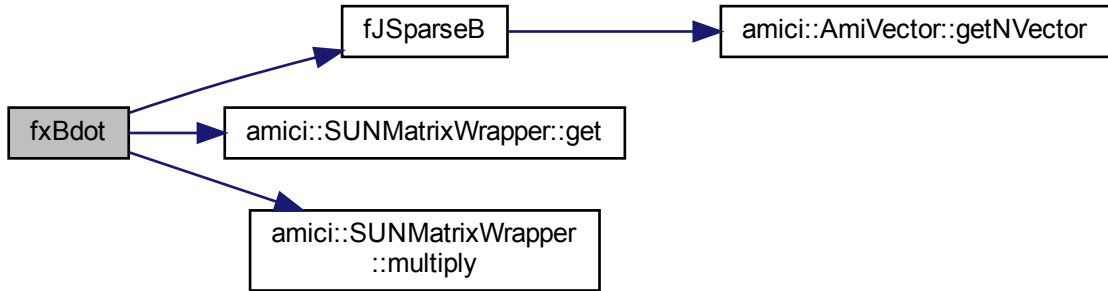 fJSparseB
amici::AmiVector::getNVector
fxBdot
amici::SUNMatrixWrapper::get
amici::SUNMatrixWrapper
::multiply